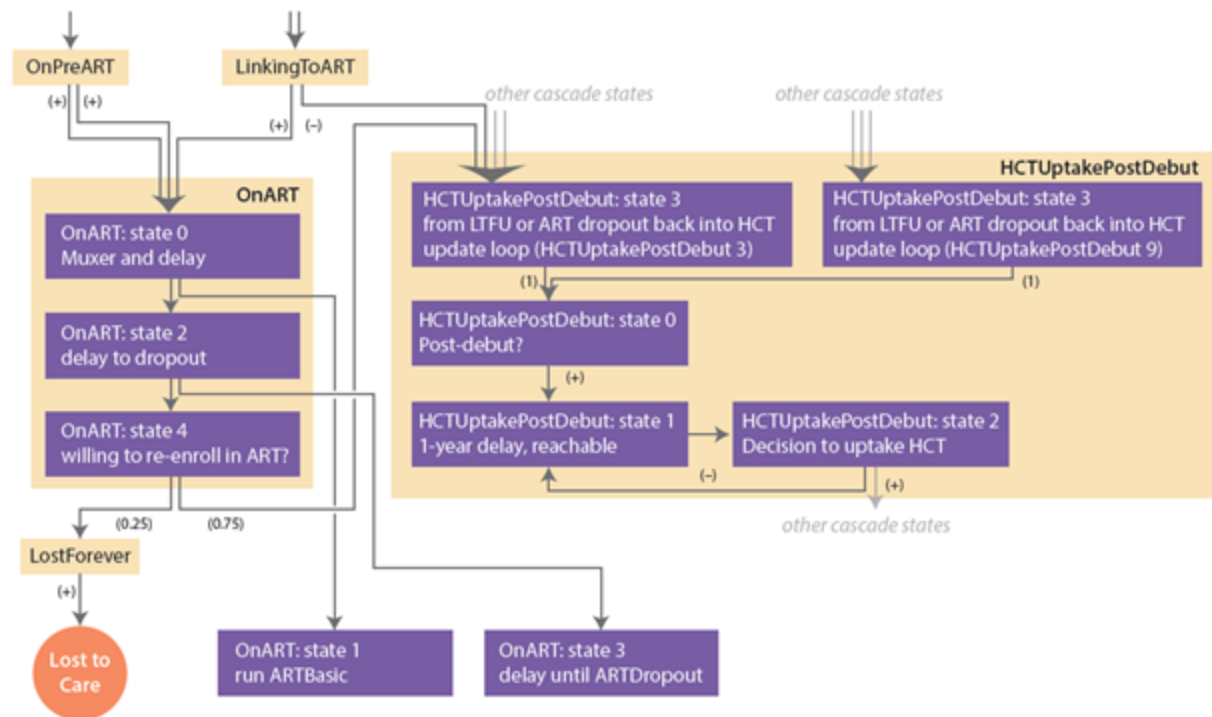 OnPreART
LinkingToART
(+)
(+)
(+)
(–)
other cascade states
other cascade states
OnART
OnART: state 0
Muxer and delay
OnART: state 2
delay to dropout
OnART: state 4
willing to re-enroll in ART?
(0.25)
(0.75)
LostForever
(+)
Lost to
Care
OnART: state 1
run ARTBasic
OnART: state 3
delay until ARTDropout
HCTUptakePostDebut
HCTUptakePostDebut: state 3
from LTFU or ART dropout back into HCT
update loop (HCTUptakePostDebut 3)
HCTUptakePostDebut: state 3
from LTFU or ART dropout back into HCT
update loop (HCTUptakePostDebut 9)
(1)
(1)
HCTUptakePostDebut: state 0
Post-debut?
(+)
HCTUptakePostDebut: state 1
1-year delay, reachable
HCTUptakePostDebut: state 2
Decision to uptake HCT
(–)
(+)
other cascade states